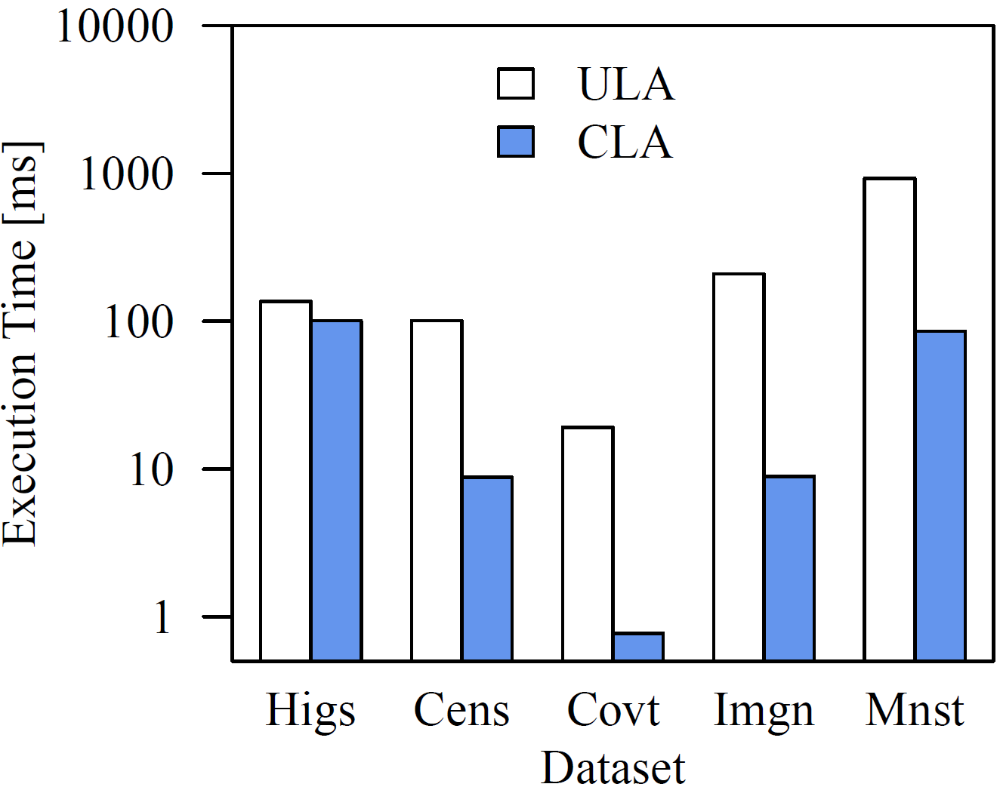 10000
1000
100
10
1
Execution Time [ms]
ULA
CLA
Higs Cens Covt Imgn Mnst
Dataset